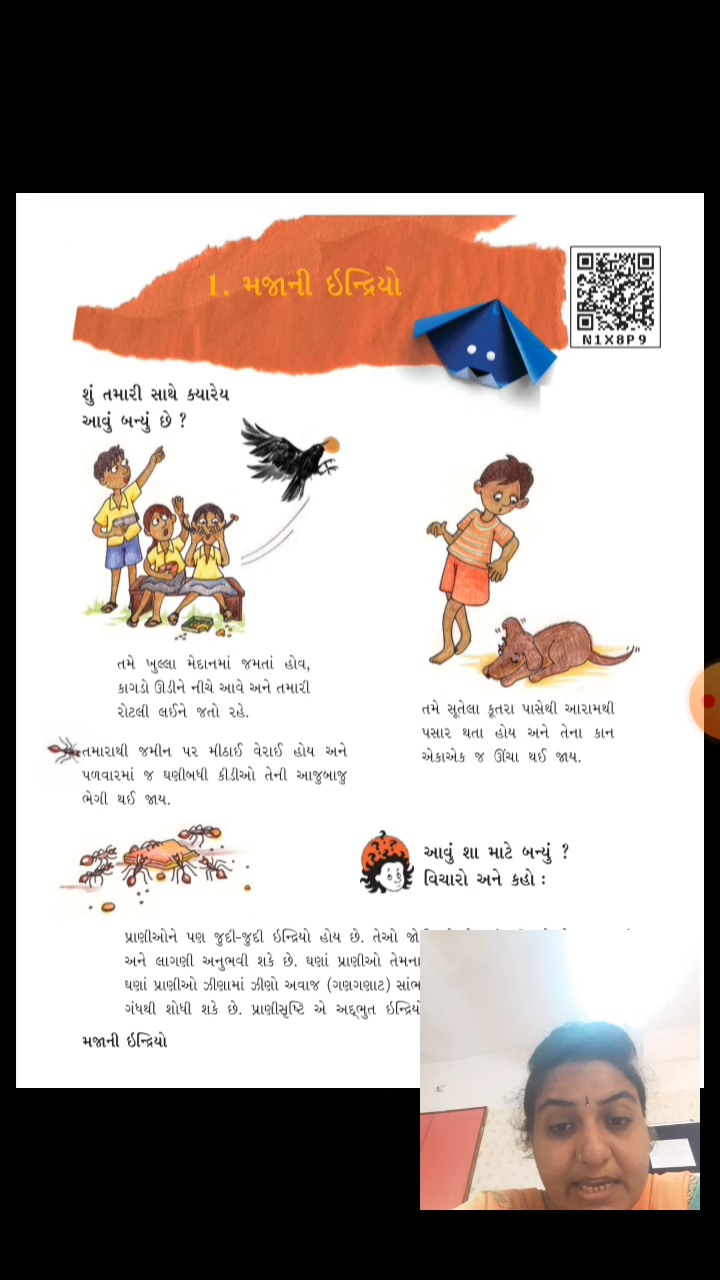 1. મજાની ઇન્દ્રિયો
N1X8P9
શું તમારી સાથે ક્યારેય
આવું બન્યું છે ?
તમે ખુલ્લા મેદાનમાં જમતાં હોવ,
કાગડો ઊડીને નીચે આવે અને તમારી
રોટલી લઈને જતો રહે.
તમે સૂતેલા કૂતરા પાસેથી આરામથી
પસાર થતા હોય અને તેના કાન
એકાએક જ ઊંચા થઈ જાય.
તમારાથી જમીન પર મીઠાઈ વેરાઈ હોય અને
પળવારમાં જ ઘણીબધી કીડીઓ તેની આજુબાજુ
ભેગી થઈ જાય.
આવું શા માટે બન્યું ?
વિચારો અને કહો :
પ્રાણીઓને પણ જુદી-જુદી ઇન્દ્રિયો હોય છે. તેઓ
અને લાગણી અનુભવી શકે છે. ઘણાં પ્રાણીઓ તેમના
ઘણાં પ્રાણીઓ ઝીણામાં ઝીણો અવાજ (ગણગણાટ)
ગંધથી શોધી શકે છે. પ્રાણીસૃષ્ટિ એ અદ્ભુત
મજાની ઇન્દ્રિયો